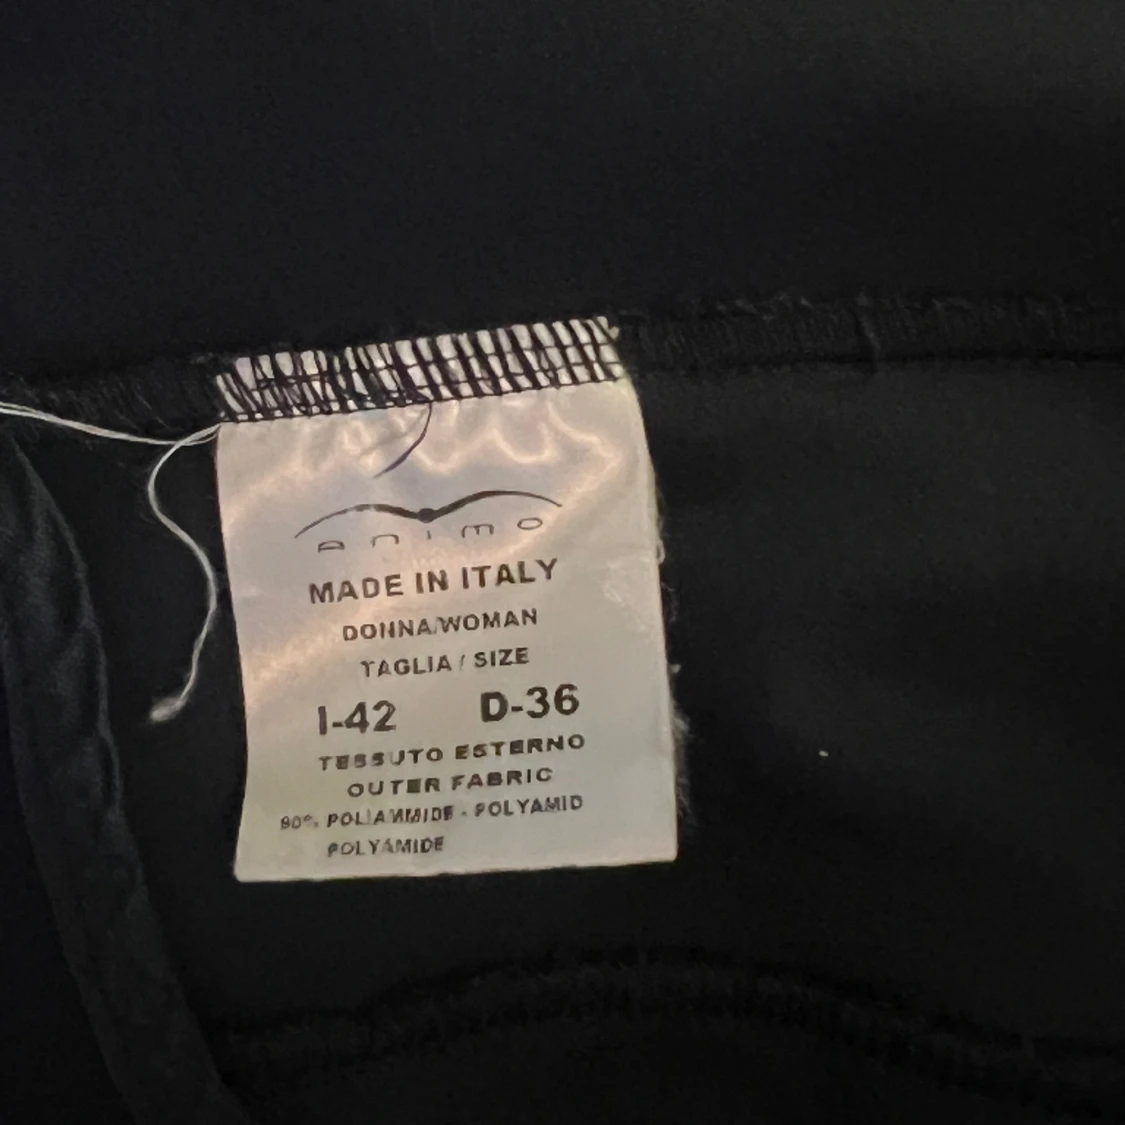 animo
MADE IN ITALY
DONNA/WOMAN
TAGLIA / SIZE
I-42 D-36
TESSUTO ESTERNO
OUTER FABRIC
POLIAMMIDE - POLYAMID
POLYAMIDE